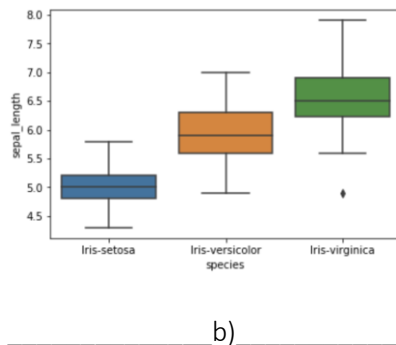 8.0
7.5
7.0
6.5
6.0
5.5
5.0
4.5
sepal_length
Iris-setosa Iris-versicolor Iris-virginica
species
b)